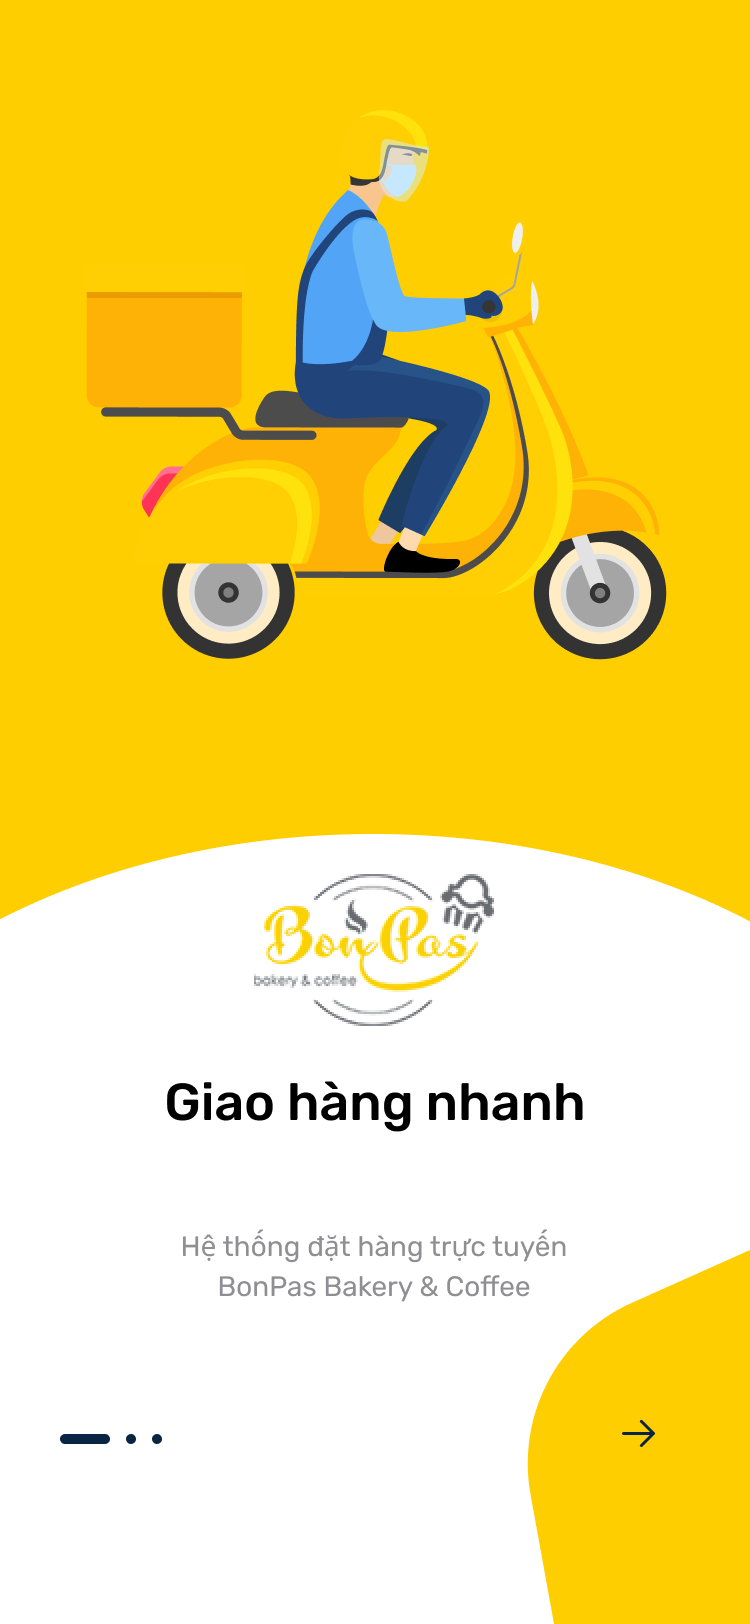 BonPas
bakery & coffee
Giao hàng nhanh
Hệ thống đặt hàng trực tuyến
BonPas Bakery & Coffee